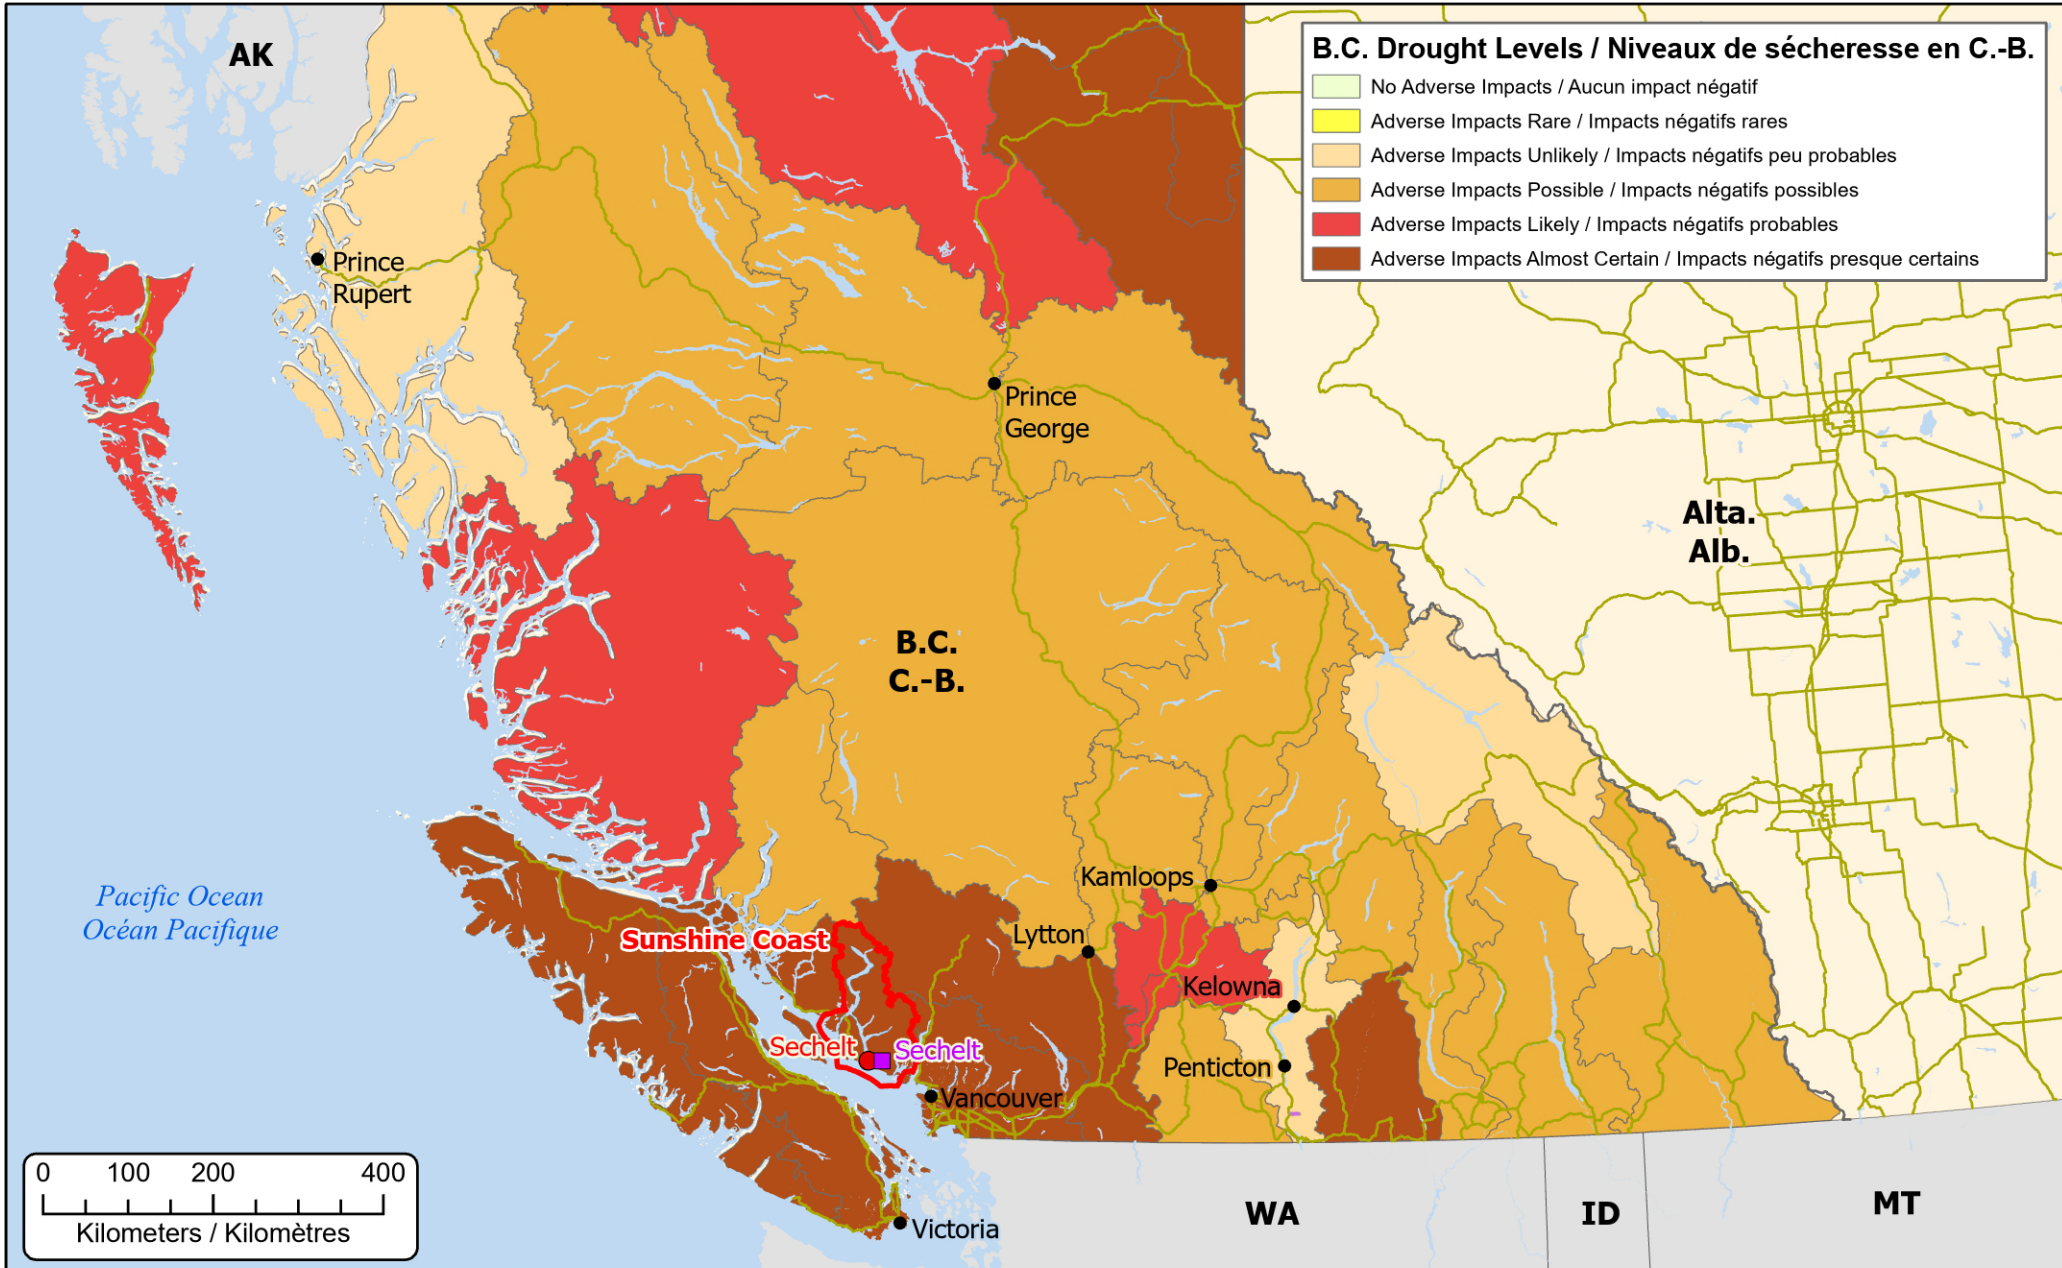 AK
B.C. Drought Levels / Niveaux de sécheresse en C.-B.
No Adverse Impacts / Aucun impact négatif
Adverse Impacts Rare / Impacts négatifs rares
Adverse Impacts Unlikely / Impacts négatifs peu probables
Adverse Impacts Possible / Impacts négatifs possibles
Adverse Impacts Likely / Impacts négatifs probables
Adverse Impacts Almost Certain / Impacts négatifs presque certains
Prince
Rupert
Prince
George
Alta.
Alb.
B.C.
C.-B.
Pacific Ocean
Océan Pacifique
Kamloops
Sunshine Coast
Lytton
Kelowna
Sechelt
Sechelt
Penticton
Vancouver
Victoria
0 100 200 400
Kilometers / Kilomètres
WA
ID
MT